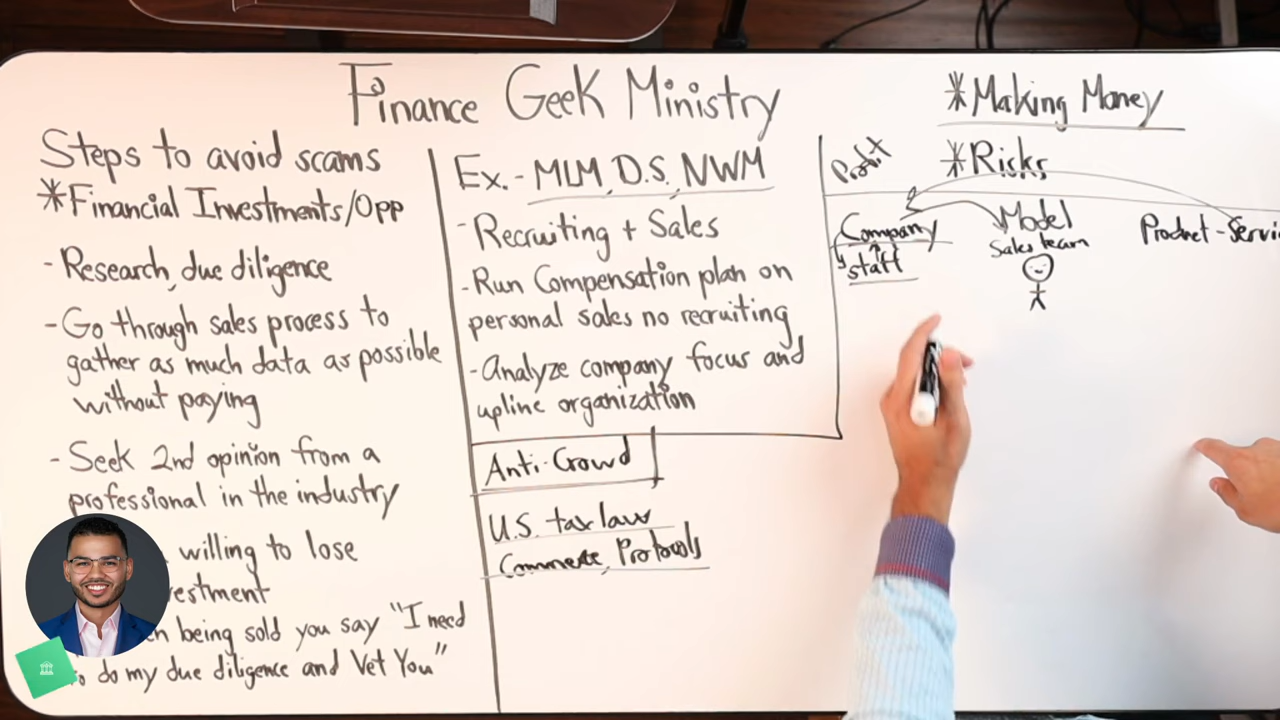 Finance Geek Ministry
Steps to avoid scams
*Financial Investments/Opp
- Research, due diligence
- Go through sales process to
gather as much data as possible
without paying
- Seek 2nd opinion from a
professional in the industry
willing to lose
when being sold you say "I need
do my due diligence and Vet You"
Ex.- MLM, D.S, NWM
- Recruiting + Sales
- Run Compensation plan on
personal sales no recruiting
- Analyze company focus and
upline organization
Anti-Crowd
U.S. tax law
Commerce, Protocols
*Making Money
*Risks
Profit
Company
staff
Model
Sales team
Product - Servi